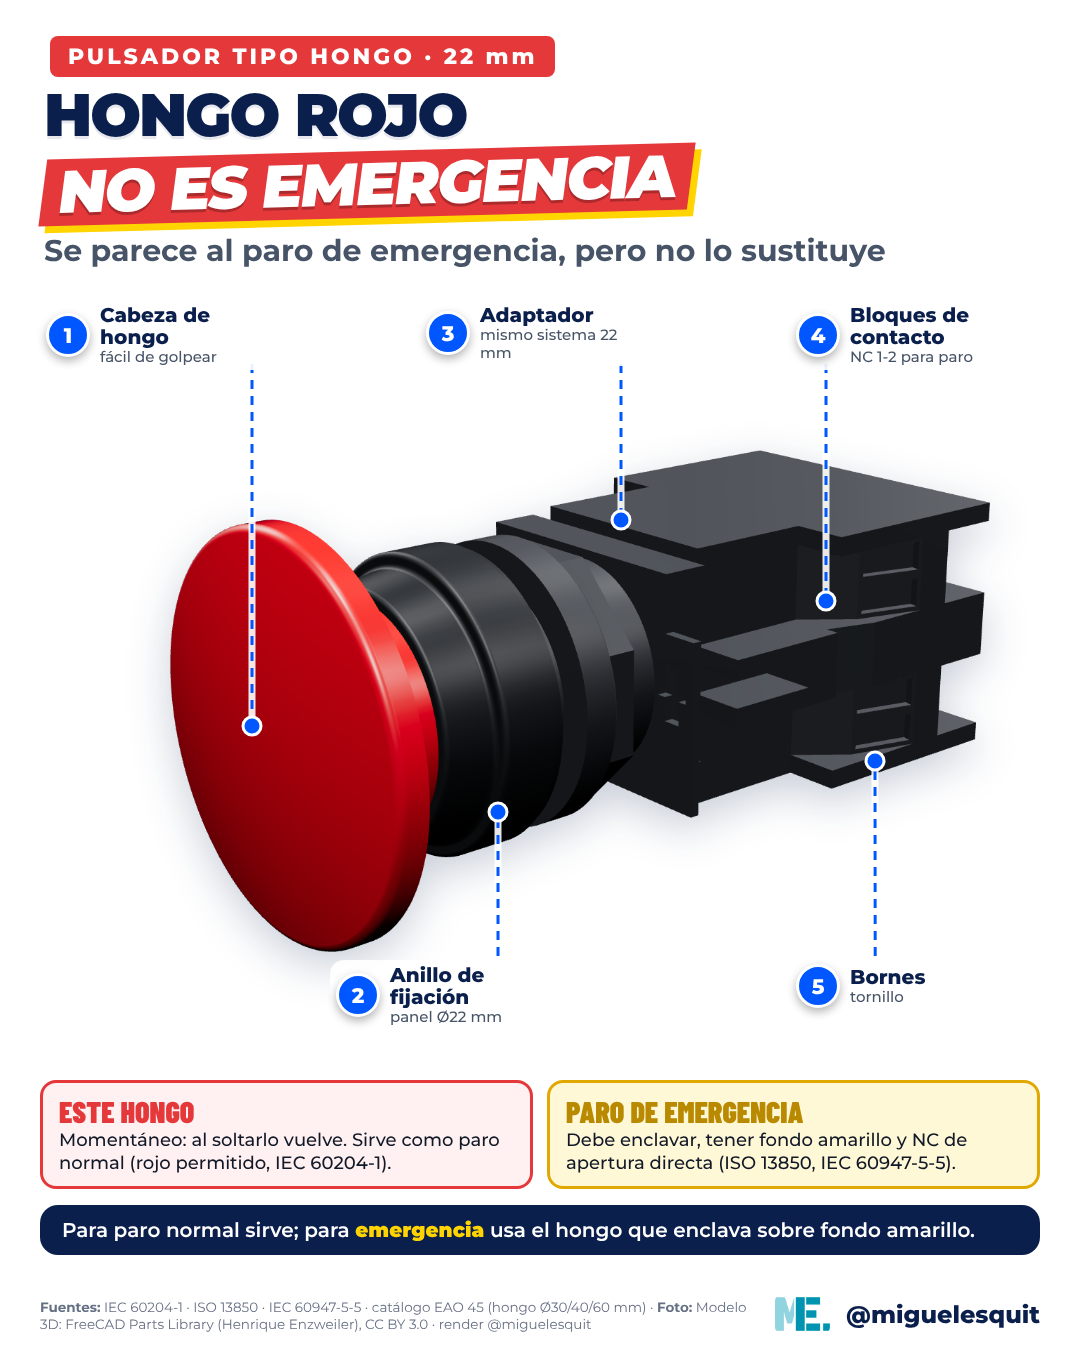 PULSADOR TIPO HONGO · 22 mm
HONGO ROJO
NO ES EMERGENCIA
Se parece al paro de emergencia, pero no lo sustituye
1
Cabeza de
hongo
fácil de golpear
3
Adaptador
mismo sistema 22
mm
4
Bloques de
contacto
NC 1-2 para paro
2
Anillo de
fijación
panel Ø22 mm
5
Bornes
tornillo
ESTE HONGO
Momentáneo: al soltarlo vuelve. Sirve como paro
normal (rojo permitido, IEC 60204-1).
PARO DE EMERGENCIA
Debe enclavar, tener fondo amarillo y NC de
apertura directa (ISO 13850, IEC 60947-5-5).
Para paro normal sirve; para emergencia usa el hongo que enclava sobre fondo amarillo.
Fuentes: IEC 60204-1 · ISO 13850 · IEC 60947-5-5 · catálogo EAO 45 (hongo Ø30/40/60 mm) · Foto: Modelo
3D: FreeCAD Parts Library (Henrique Enzweiler), CC BY 3.0 · render @miguelesquit
ME.
@miguelesquit